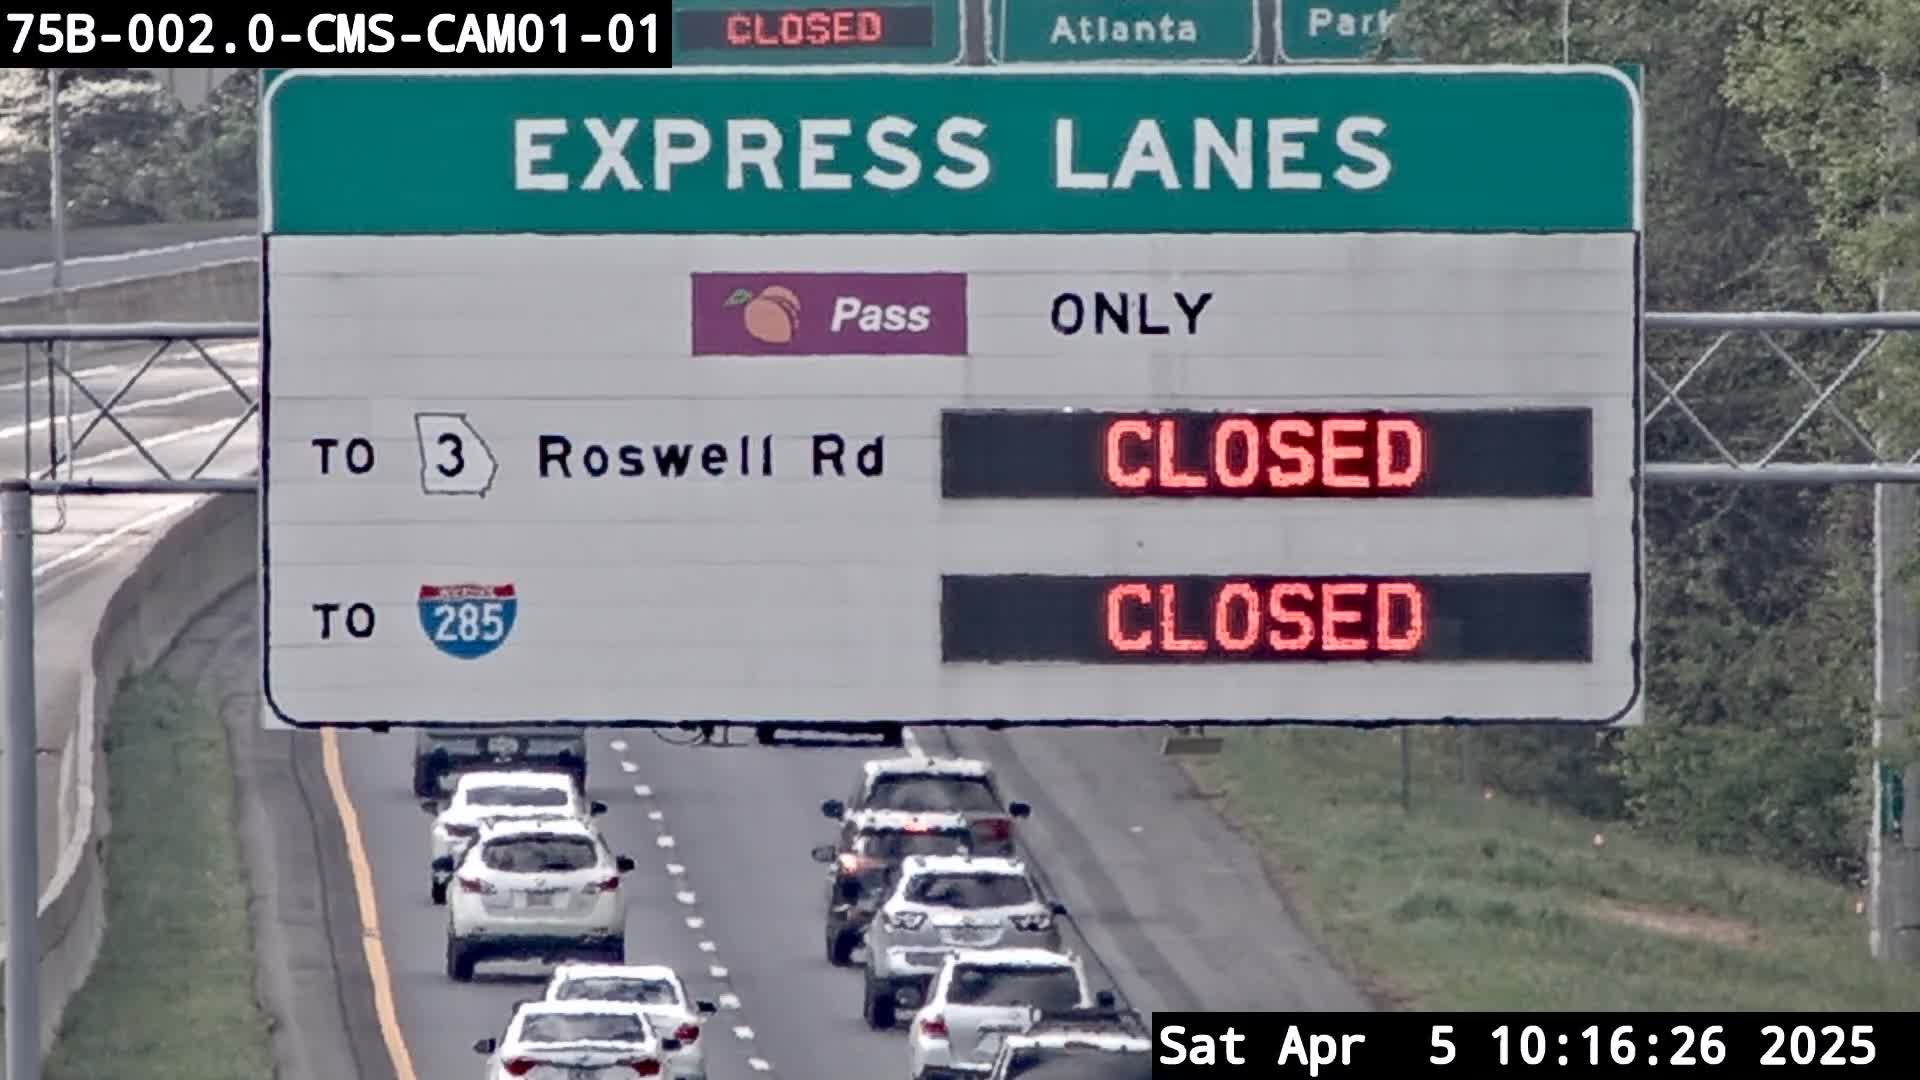 75B-002.0-CMS-CAM01-01
CLOSED
Atlanta
Park
EXPRESS LANES
Pass ONLY
TO 3 Roswell Rd CLOSED
TO 285 CLOSED
Sat Apr 5 10:16:26 2025